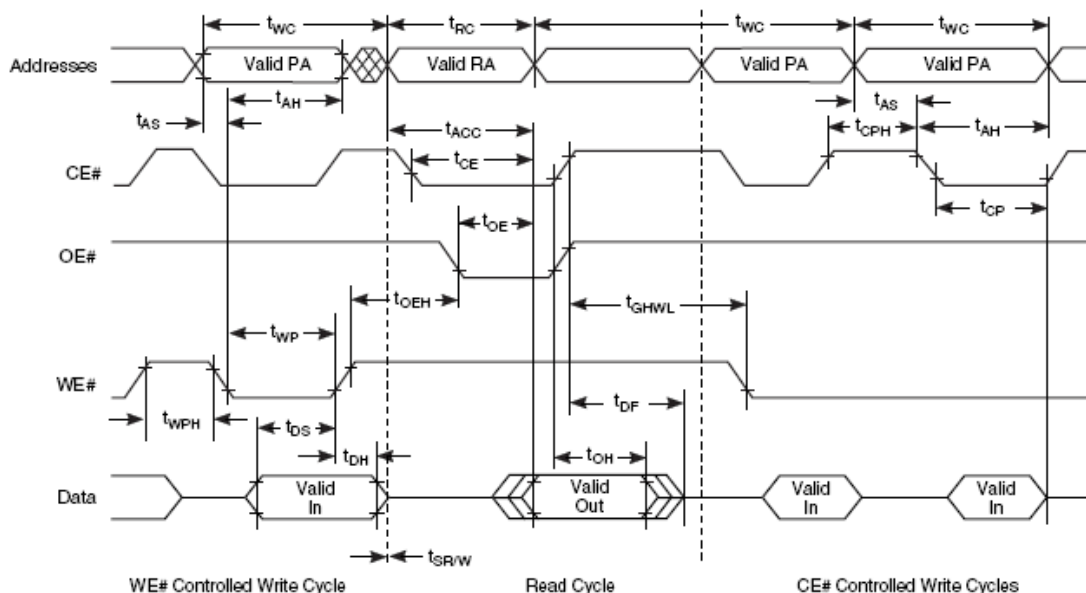 tWC tRC tWC tWC
Addresses Valid PA Valid RA Valid PA Valid PA
tAS tAH tACC tAS
tCPH tAH
CE# tCE
tCP
OE# tOE
tOEH tGHWL
tWP
WE#
tWPH tDS tDF
tDH tOH
Data Valid In Valid Out Valid In Valid In
tSR/W
WE# Controlled Write Cycle Read Cycle CE# Controlled Write Cycles